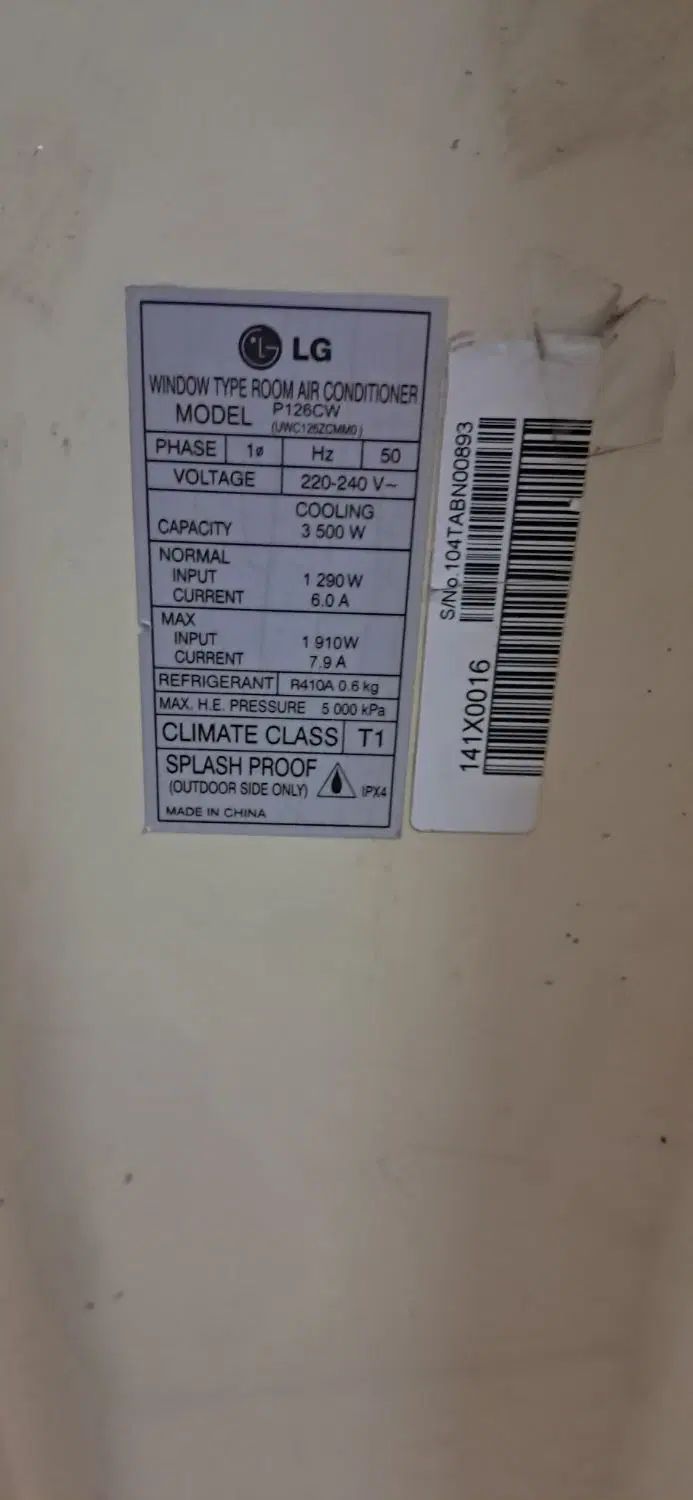 LG
WINDOW TYPE ROOM AIR CONDITIONER
MODEL P126CW
(UWC126ZCMM0)
PHASE 1ø Hz 50
VOLTAGE 220-240 V~
COOLING
CAPACITY 3 500 W
NORMAL
INPUT 1 290 W
CURRENT 6.0 A
MAX
INPUT 1 910W
CURRENT 7.9 A
REFRIGERANT R410A 0.6 kg
MAX. H.E. PRESSURE 5 000 kPa
CLIMATE CLASS T1
SPLASH PROOF
(OUTDOOR SIDE ONLY) IPX4
MADE IN CHINA
S/No.104TABN00893
141X0016